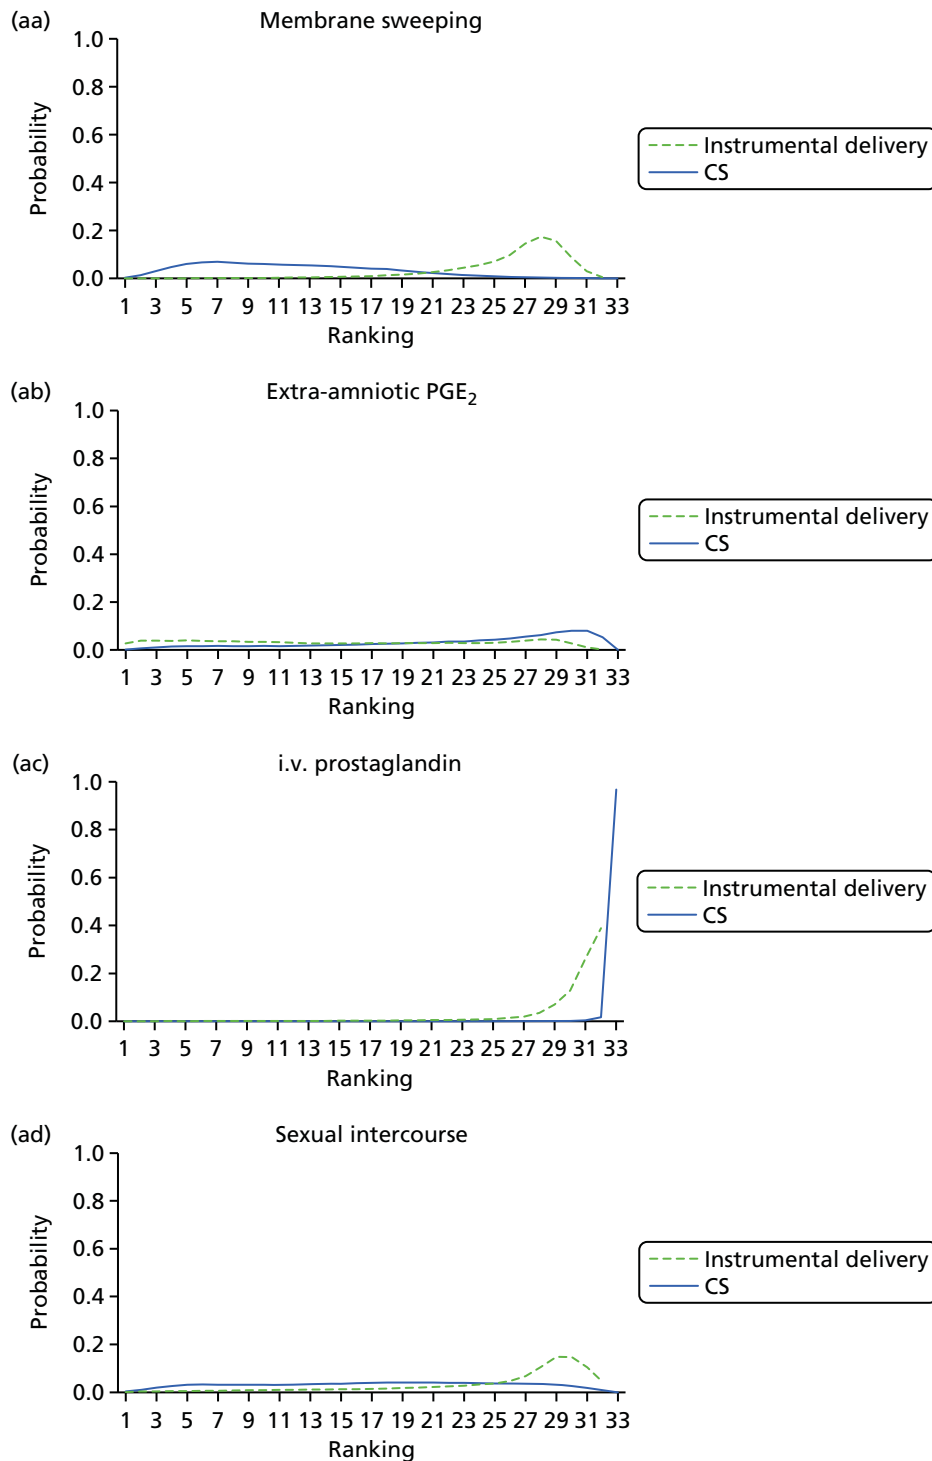 (aa) Membrane sweeping
1.0
0.8
0.6
0.4
0.2
0.0
Probability
1 3 5 7 9 11 13 15 17 19 21 23 25 27 29 31 33
Ranking
Instrumental delivery
CS
(ab) Extra-amniotic PGE2
1.0
0.8
0.6
0.4
0.2
0.0
Probability
1 3 5 7 9 11 13 15 17 19 21 23 25 27 29 31 33
Ranking
Instrumental delivery
CS
(ac) i.v. prostaglandin
1.0
0.8
0.6
0.4
0.2
0.0
Probability
1 3 5 7 9 11 13 15 17 19 21 23 25 27 29 31 33
Ranking
Instrumental delivery
CS
(ad) Sexual intercourse
1.0
0.8
0.6
0.4
0.2
0.0
Probability
1 3 5 7 9 11 13 15 17 19 21 23 25 27 29 31 33
Ranking
Instrumental delivery
CS